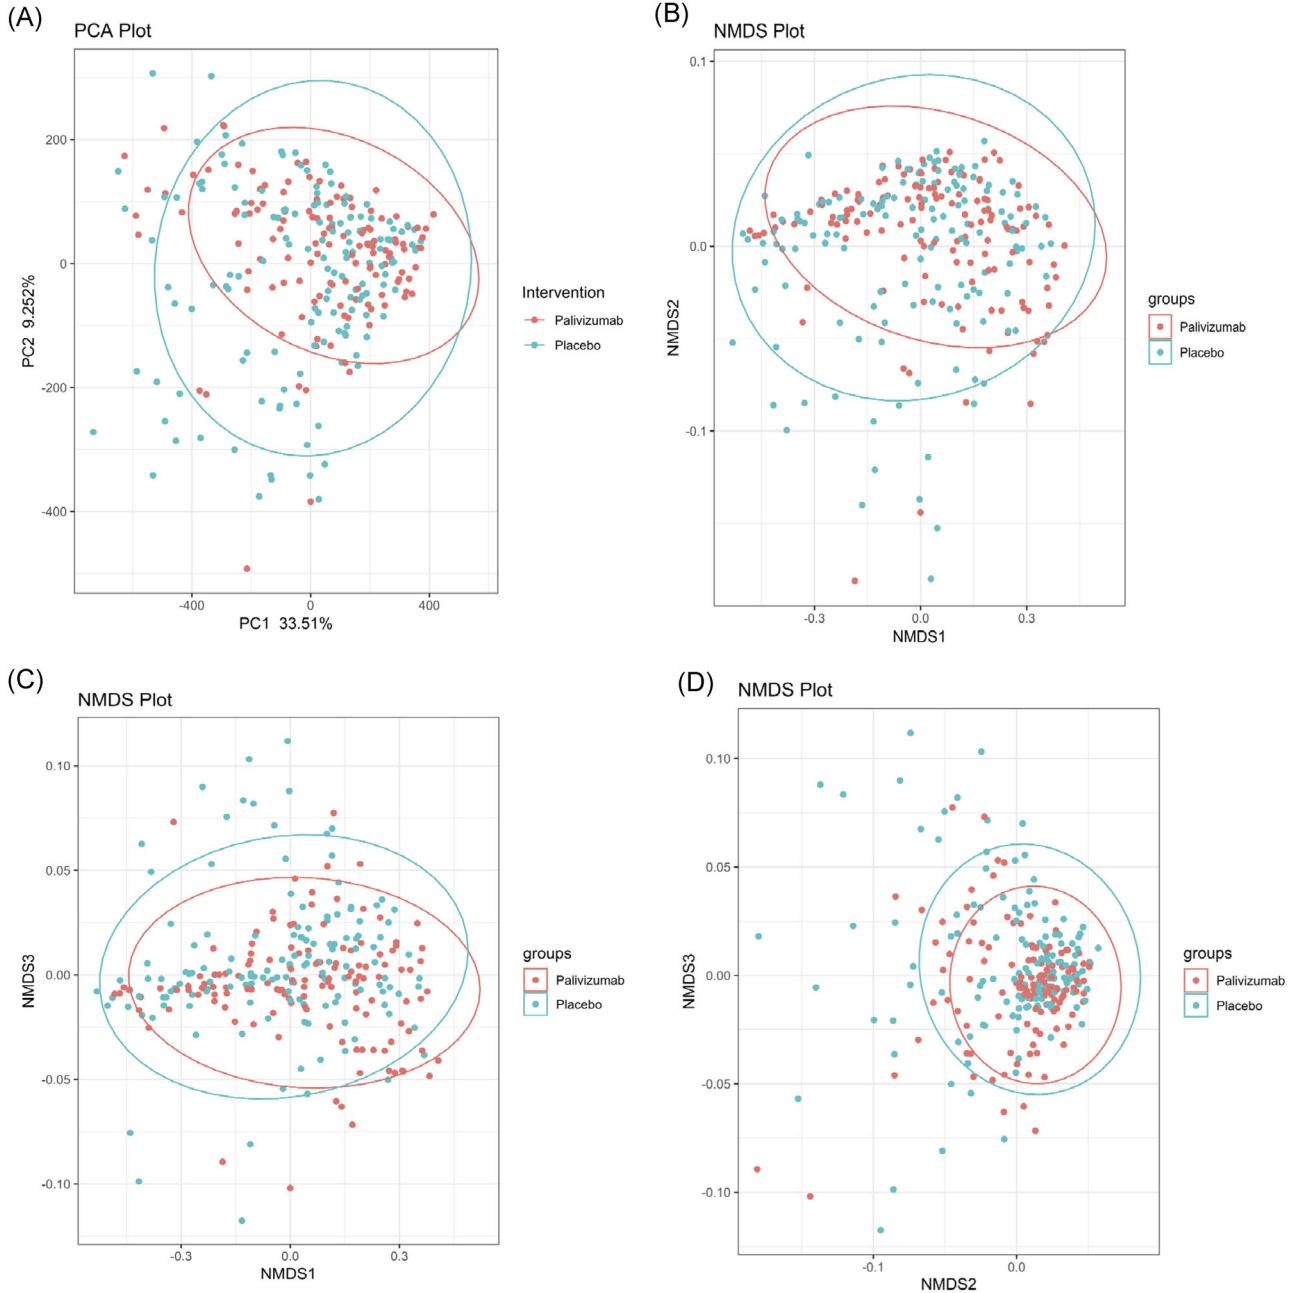 (A)
PCA Plot
200
0
-200
-400
PC2 9.252%
-400 0 400
PC1 33.51%
Intervention
Palivizumab
Placebo
(B)
NMDS Plot
0.1
0.0
-0.1
NMDS2
-0.3 0.0 0.3
NMDS1
groups
Palivizumab
Placebo
(C)
NMDS Plot
0.10
0.05
0.00
-0.05
-0.10
NMDS3
-0.3 0.0 0.3
NMDS1
groups
Palivizumab
Placebo
(D)
NMDS Plot
0.10
0.05
0.00
-0.05
-0.10
NMDS3
-0.1 0.0
NMDS2
groups
Palivizumab
Placebo